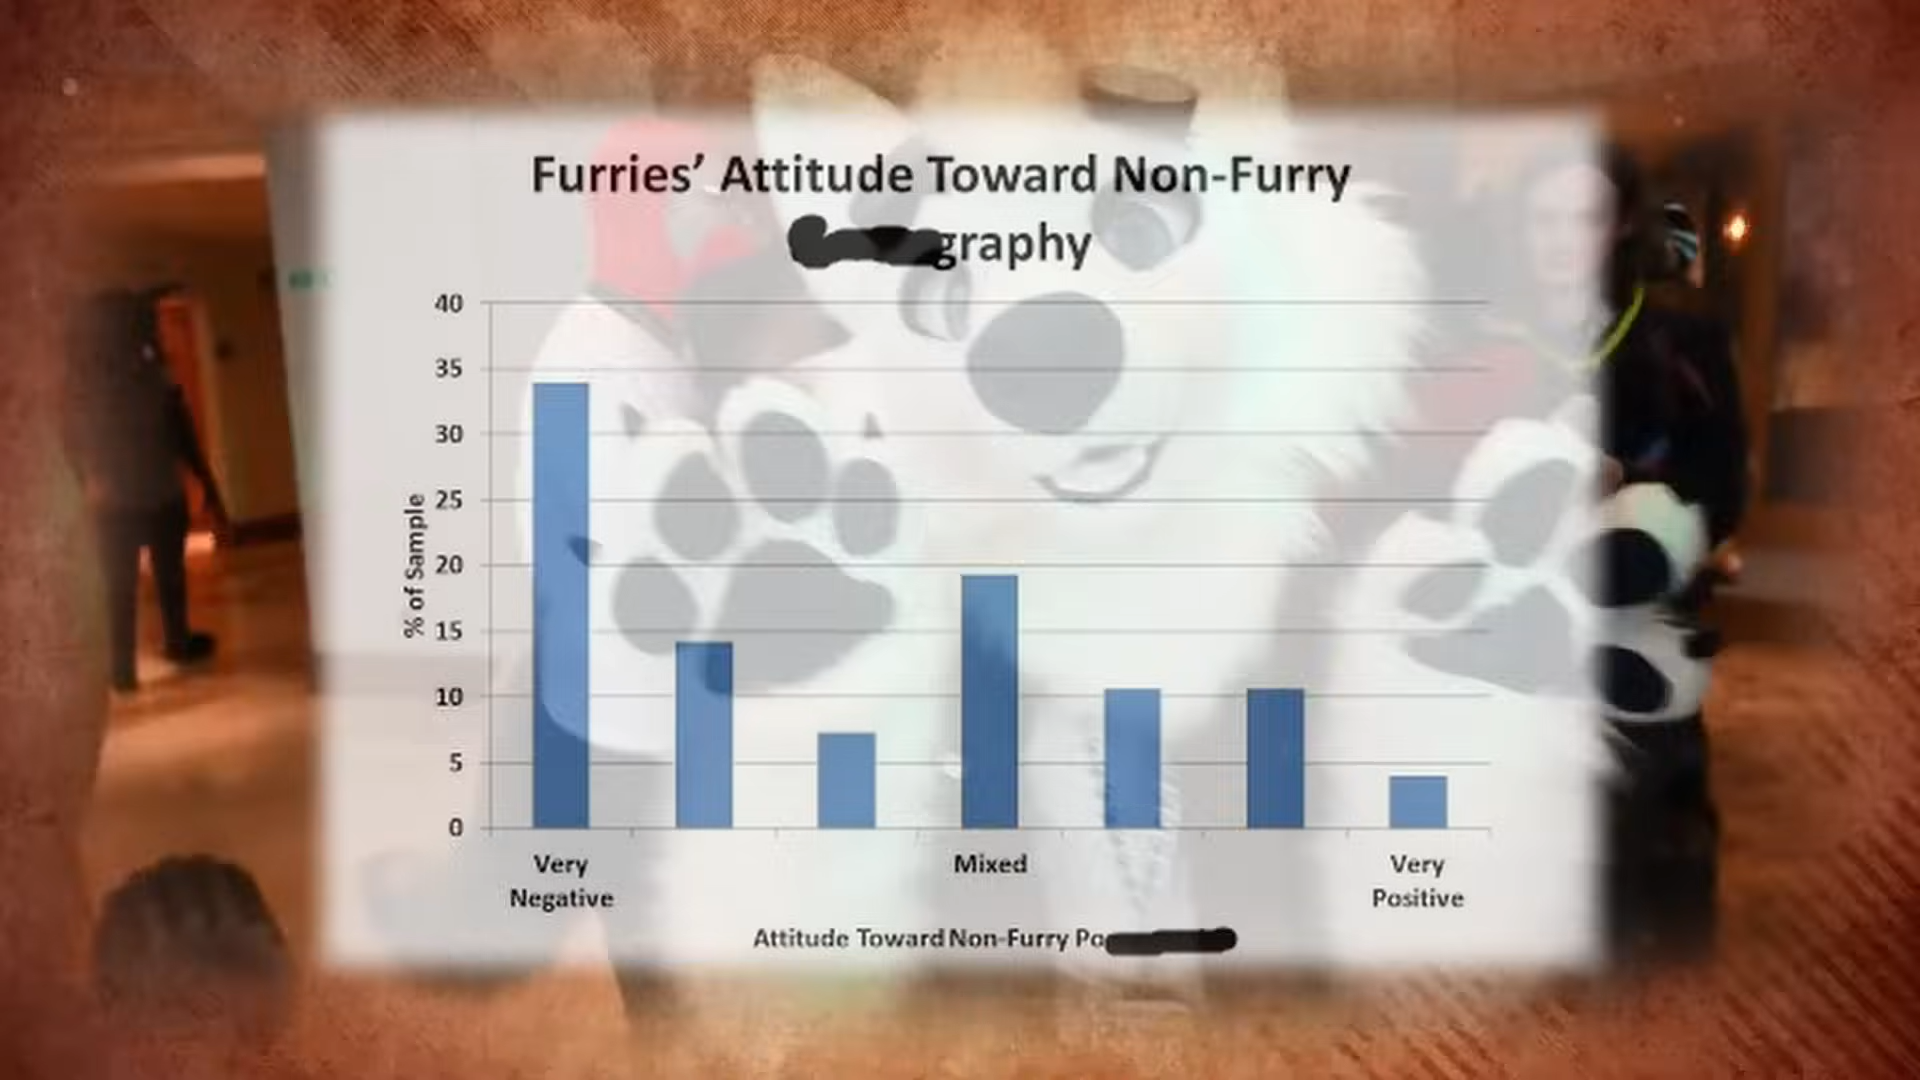 Furries' Attitude Toward Non-Furry
graphy
40
35
30
25
20
15
10
5
0
% of Sample
Very Negative
Mixed
Very Positive
Attitude Toward Non-Furry Po